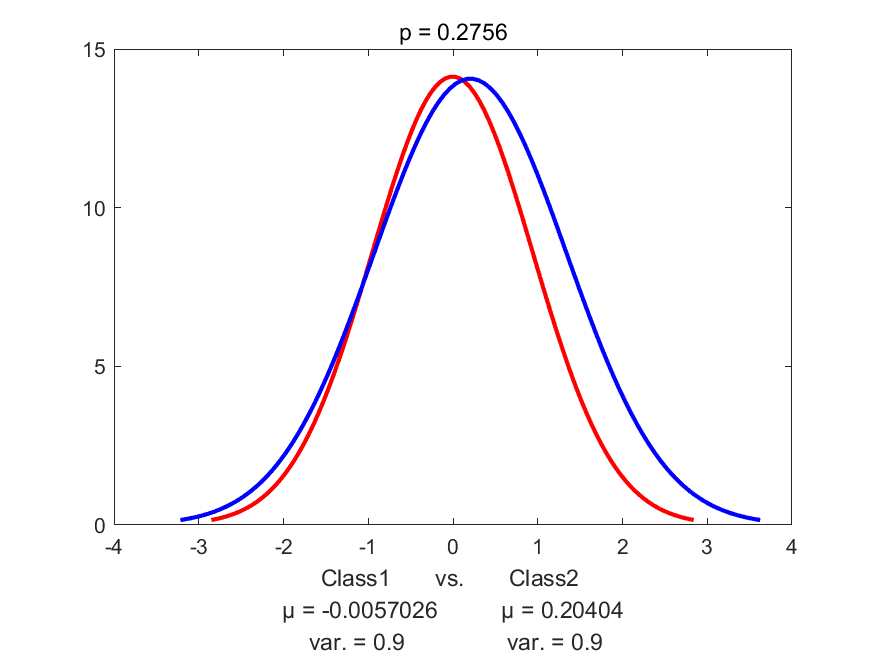 p = 0.2756
15
10
5
0
-4 -3 -2 -1 0 1 2 3 4
Class1 vs. Class2
μ = -0.0057026 μ = 0.20404
var. = 0.9 var. = 0.9